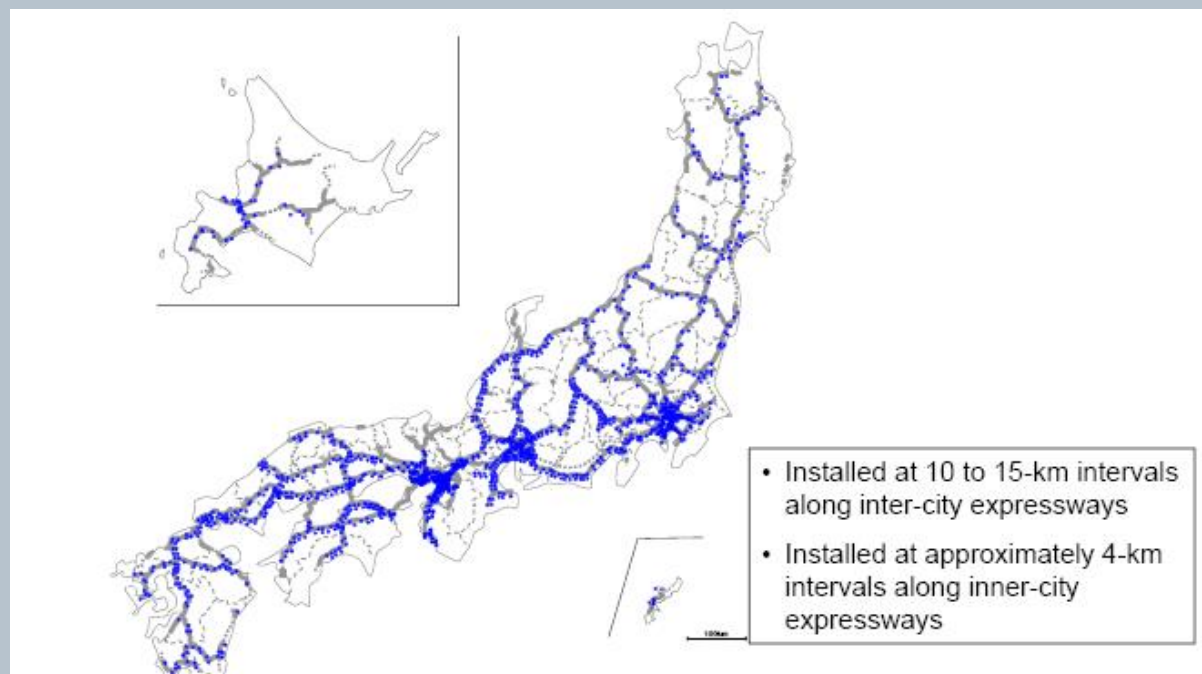 • Installed at 10 to 15-km intervals
along inter-city expressways
• Installed at approximately 4-km
intervals along inner-city
expressways
100km